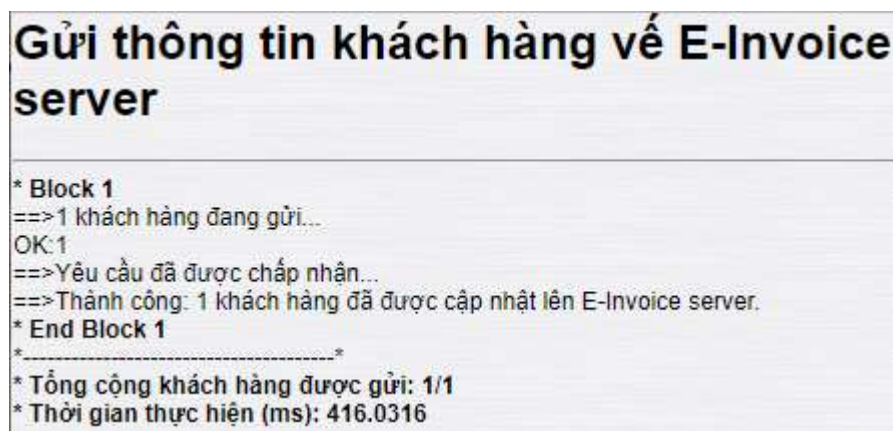 Gửi thông tin khách hàng vế E-Invoice
server
* Block 1
==>1 khách hàng đang gửi...
OK:1
==>Yêu cầu đã được chấp nhận...
==>Thành công: 1 khách hàng đã được cập nhật lên E-Invoice server.
* End Block 1
*---------------------------------------*
* Tổng cộng khách hàng được gửi: 1/1
* Thời gian thực hiện (ms): 416.0316